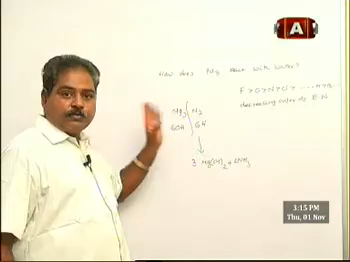 A
How does Mg react with water?
F>O>N>Cl>
decreasing order of E.N
Mg3 N2
6OH 6H
3 Mg(OH)2 + 2NH3
3:15 PM
Thu, 01 Nov